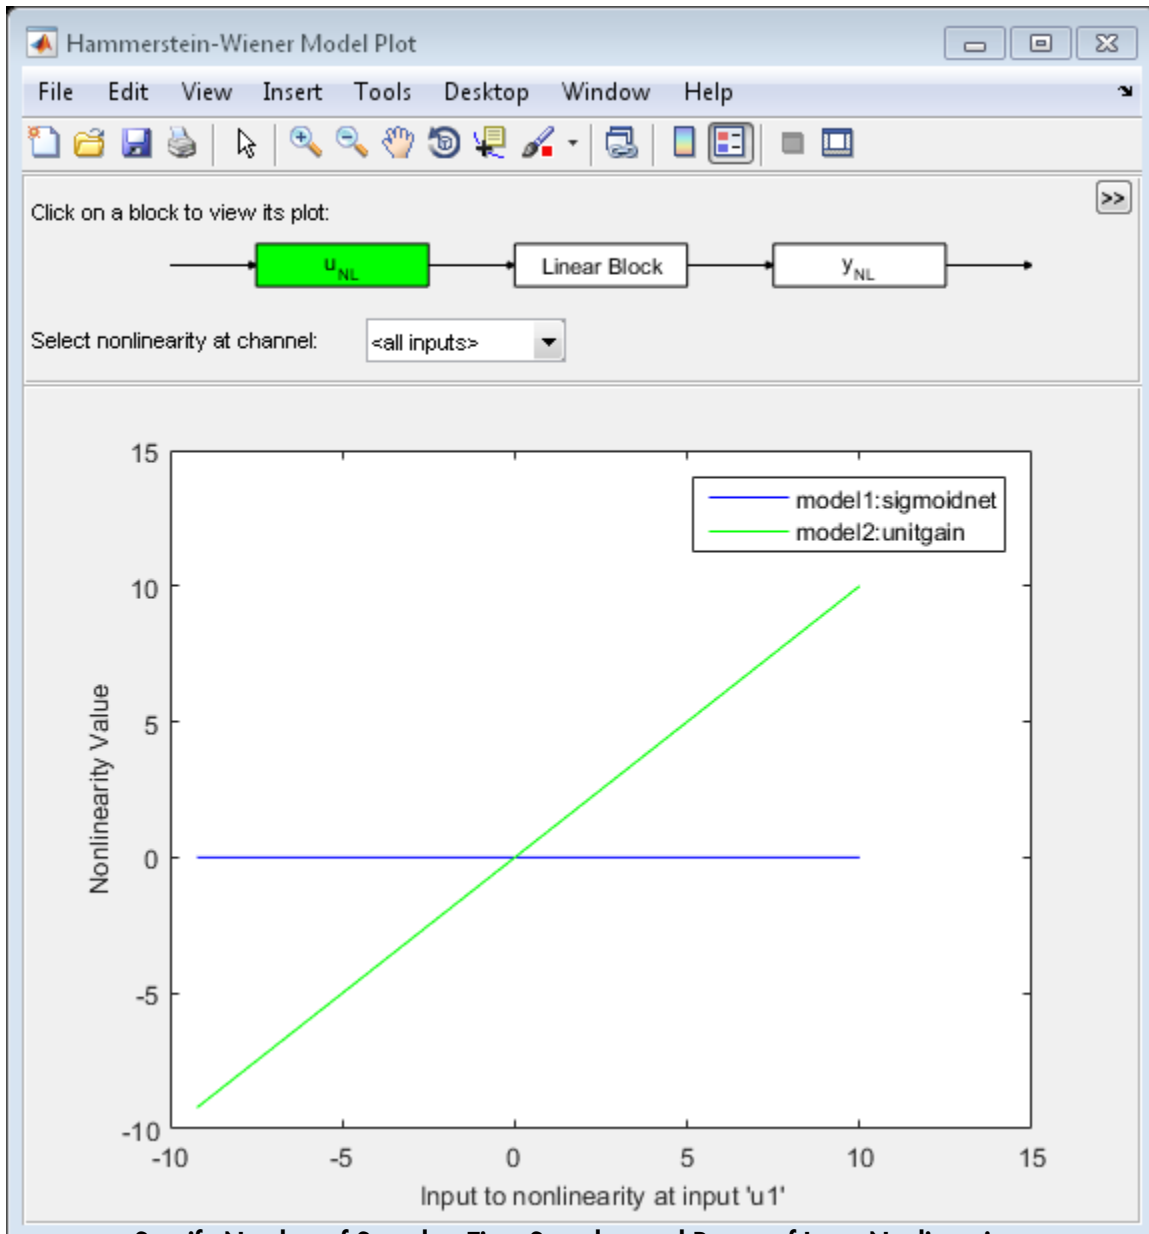 Hammerstein-Wiener Model Plot
File Edit View Insert Tools Desktop Window Help
Click on a block to view its plot:
>>
uNL Linear Block yNL
Select nonlinearity at channel: <all inputs>
15
10
5
0
-5
-10
Nonlinearity Value
model1:sigmoidnet
model2:unitgain
-10 -5 0 5 10 15
Input to nonlinearity at input 'u1'